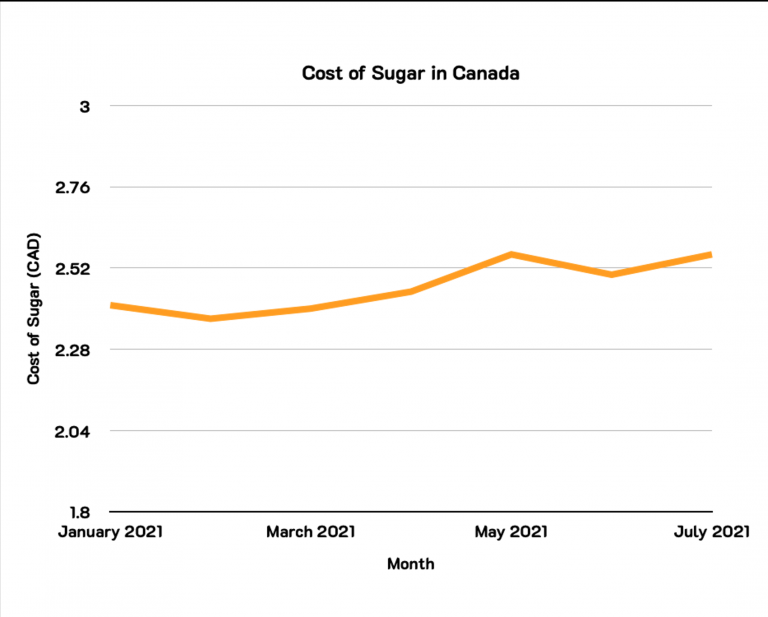 Cost of Sugar in Canada
3
2.76
2.52
2.28
2.04
1.8
Cost of Sugar (CAD)
January 2021 March 2021 May 2021 July 2021
Month